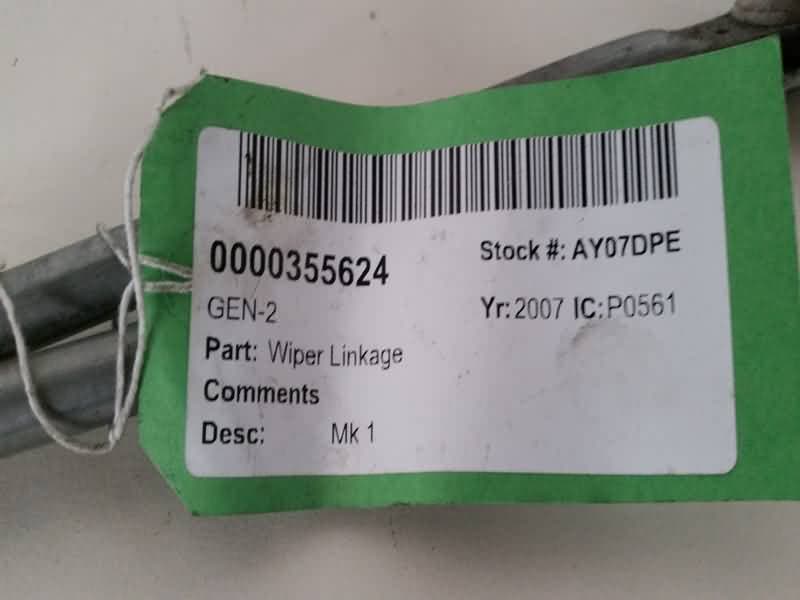 0000355624 Stock #: AY07DPE
GEN-2 Yr: 2007 IC: P0561
Part: Wiper Linkage
Comments
Desc: Mk 1